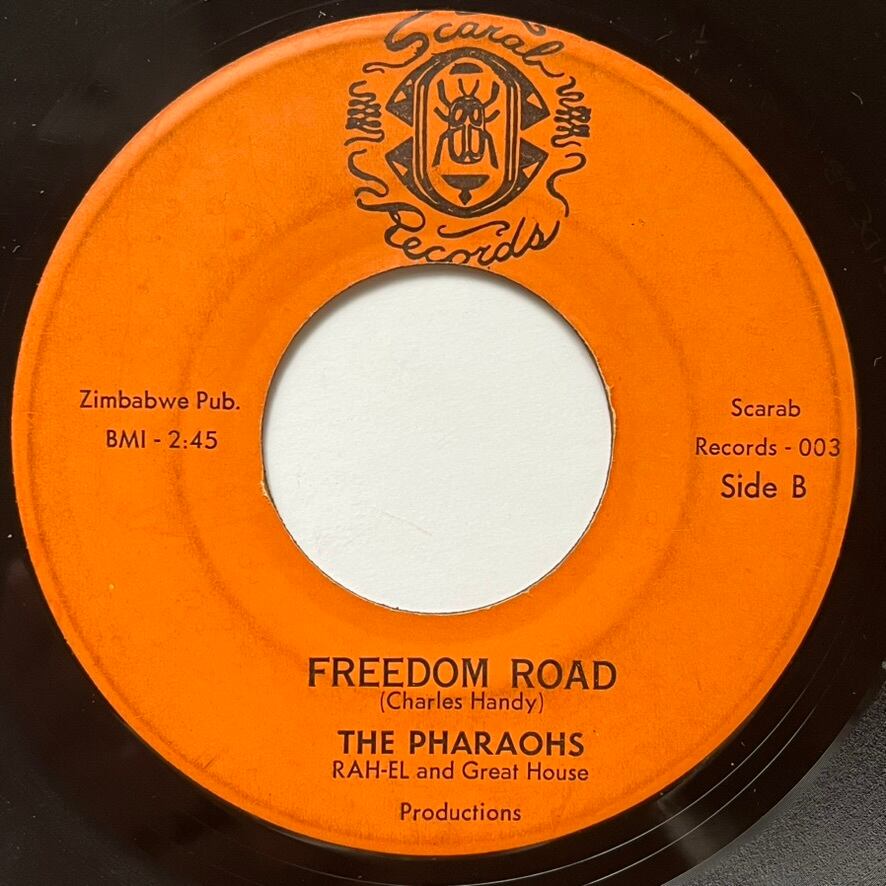 Scarab
Records
Zimbabwe Pub.
BMI - 2:45
Scarab
Records - 003
Side B
FREEDOM ROAD
(Charles Handy)
THE PHARAOHS
RAH-EL and Great House
Productions